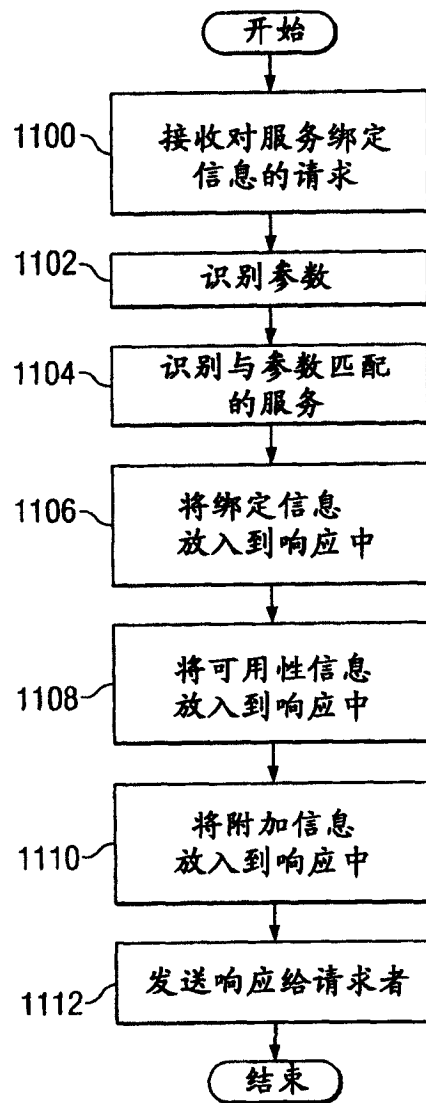 开始
1100
接收对服务绑定
信息的请求
1102
识别参数
1104
识别与参数匹配
的服务
1106
将绑定信息
放入到响应中
1108
将可用性信息
放入到响应中
1110
将附加信息
放入到响应中
1112
发送响应给请求者
结束